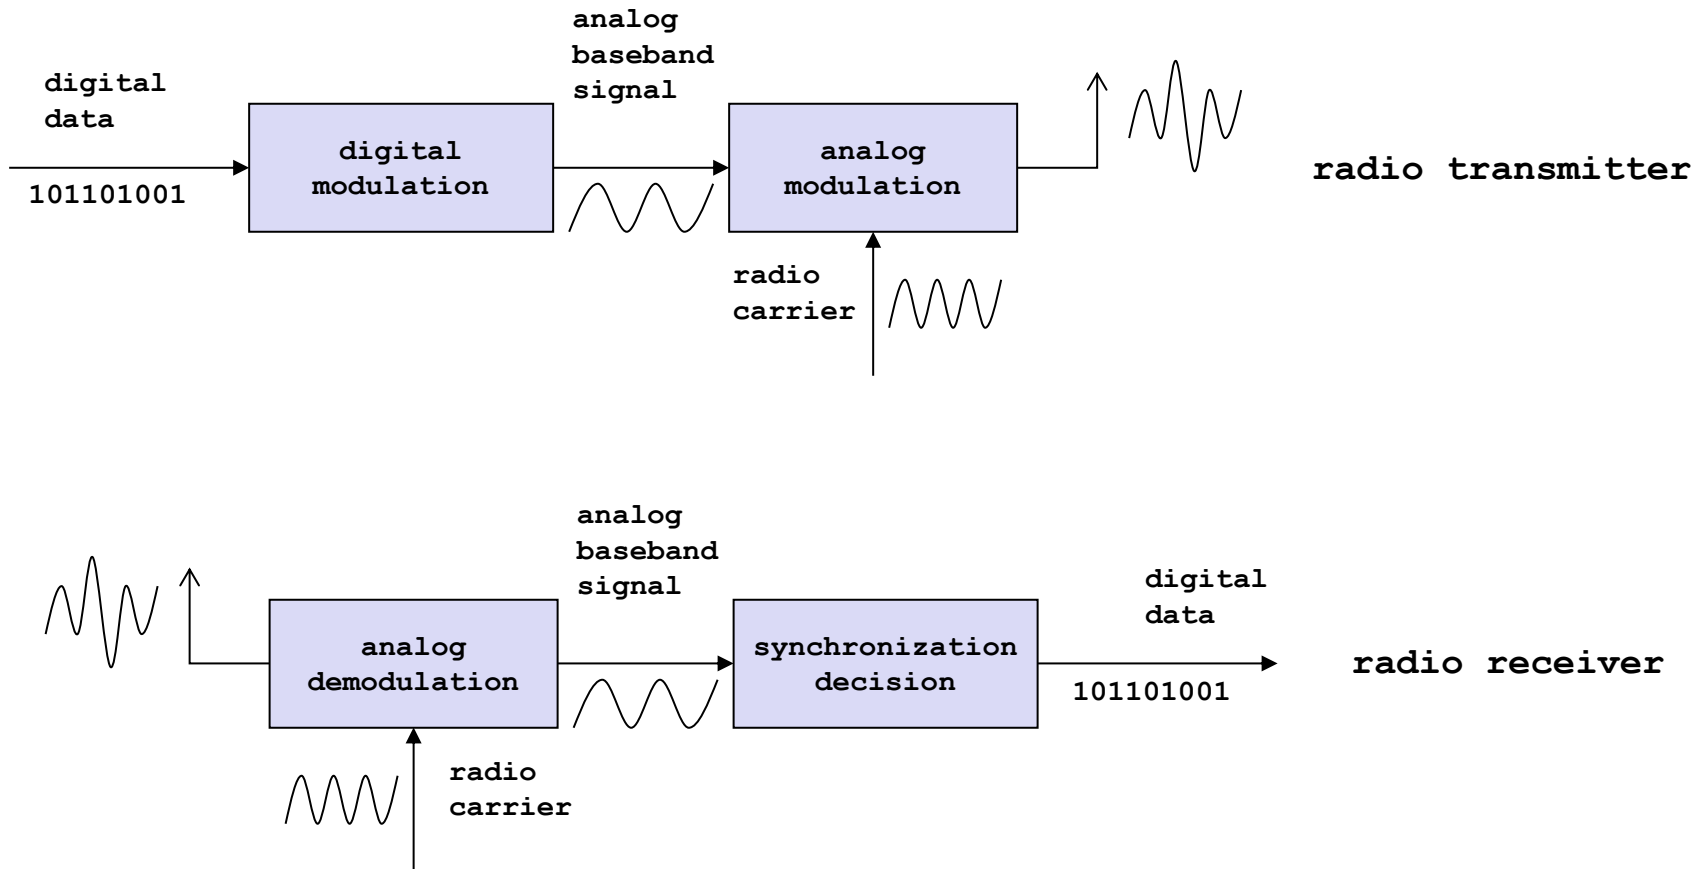 analog
baseband
signal
digital
data
101101001
digital
modulation
analog
modulation
radio transmitter
radio
carrier
analog
baseband
signal
digital
data
analog
demodulation
synchronization
decision
101101001
radio receiver
radio
carrier